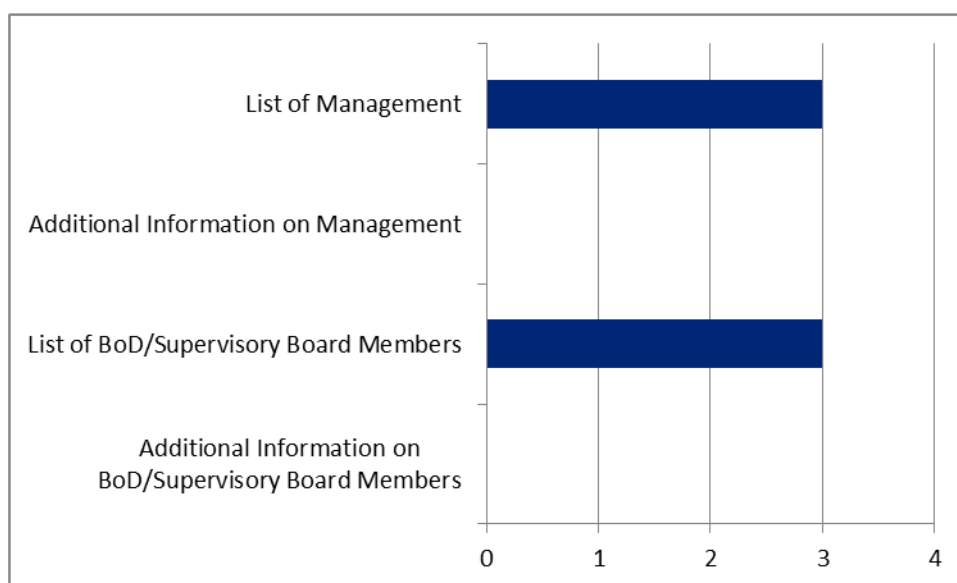 List of Management
Additional Information on Management
List of BoD/Supervisory Board Members
Additional Information on
BoD/Supervisory Board Members
0 1 2 3 4